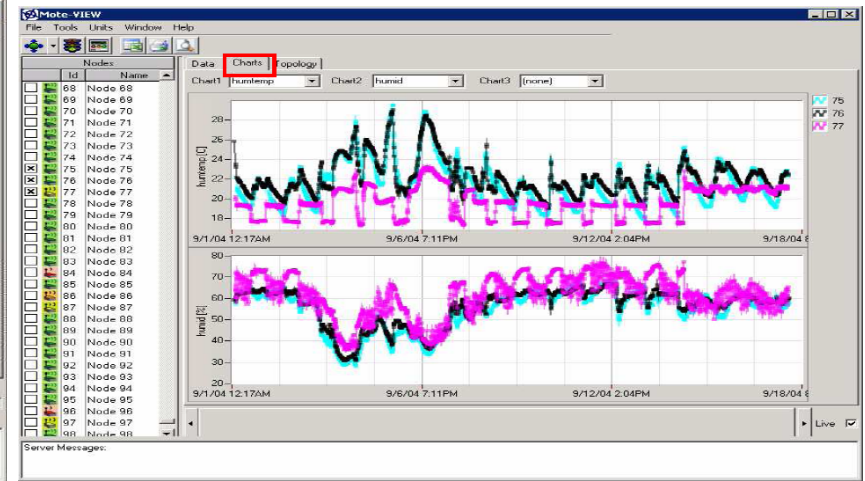 Mote-VIEW
File Tools Units Window Help
Nodes
Id Name
68 Node 68
69 Node 69
70 Node 70
71 Node 71
72 Node 72
73 Node 73
74 Node 74
75 Node 75
76 Node 76
77 Node 77
78 Node 78
79 Node 79
80 Node 80
81 Node 81
82 Node 82
83 Node 83
84 Node 84
85 Node 85
86 Node 86
87 Node 87
88 Node 88
89 Node 89
90 Node 90
91 Node 91
92 Node 92
93 Node 93
94 Node 94
95 Node 95
96 Node 96
97 Node 97
98 Node 98
Data Charts Topology
Chart1 humtemp Chart2 humid Chart3 (none)
75
76
77
humtemp [C]
28
26
24
22
20
18
9/1/04 12:17AM 9/6/04 7:11PM 9/12/04 2:04PM 9/18/04 8
humid [%]
80
70
60
50
40
30
20
9/1/04 12:17AM 9/6/04 7:11PM 9/12/04 2:04PM 9/18/04 8
Live
Server Messages: